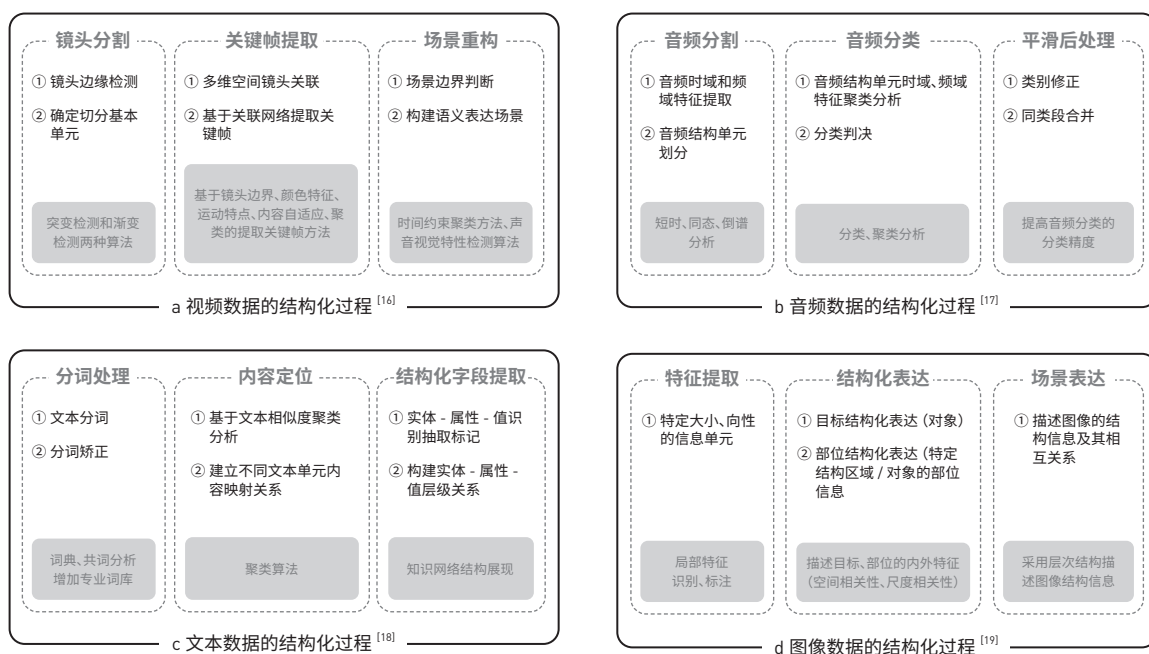 镜头分割
① 镜头边缘检测
② 确定切分基本
单元
突变检测和渐变
检测两种算法
关键帧提取
① 多维空间镜头关联
② 基于关联网络提取关
键帧
基于镜头边界、颜色特征、
运动特点、内容自适应、聚
类的提取关键帧方法
场景重构
① 场景边界判断
② 构建语义表达场景
时间约束聚类方法、声
音视觉特性检测算法
a 视频数据的结构化过程 [16]
音频分割
① 音频时域和频
域特征提取
② 音频结构单元
划分
短时、同态、倒谱
分析
音频分类
① 音频结构单元时域、频域
特征聚类分析
② 分类判决
分类、聚类分析
平滑后处理
① 类别修正
② 同类段合并
提高音频分类的
分类精度
b 音频数据的结构化过程 [17]
分词处理
① 文本分词
② 分词矫正
词典、共词分析
增加专业词库
内容定位
① 基于文本相似度聚类
分析
② 建立不同文本单元内
容映射关系
聚类算法
结构化字段提取
① 实体 - 属性 - 值识
别抽取标记
② 构建实体 - 属性 -
值层级关系
知识网络结构展现
c 文本数据的结构化过程 [18]
特征提取
① 特定大小、向性
的信息单元
局部特征
识别、标注
结构化表达
① 目标结构化表达（对象）
② 部位结构化表达（特定
结构区域 / 对象的部位
信息
描述目标、部位的内外特征
（空间相关性、尺度相关性）
场景表达
① 描述图像的结
构信息及其相
互关系
采用层次结构描
述图像结构信息
d 图像数据的结构化过程 [19]